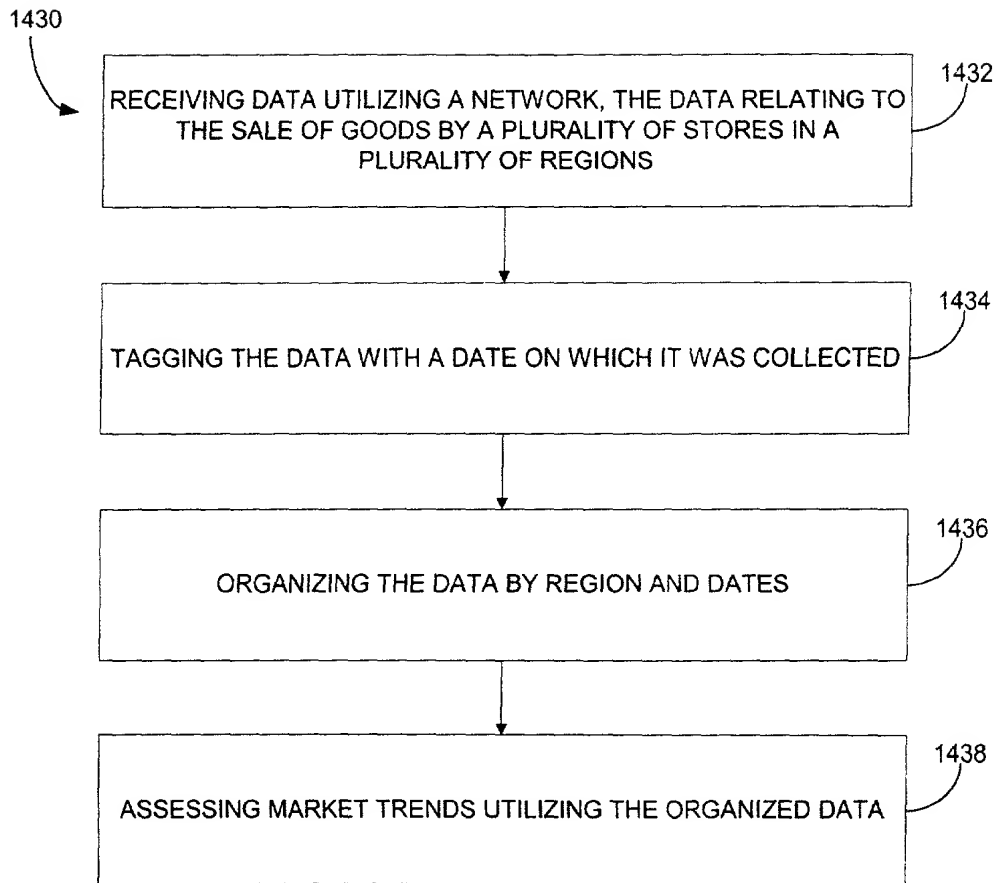 1430
1432
RECEIVING DATA UTILIZING A NETWORK, THE DATA RELATING TO
THE SALE OF GOODS BY A PLURALITY OF STORES IN A
PLURALITY OF REGIONS
1434
TAGGING THE DATA WITH A DATE ON WHICH IT WAS COLLECTED
1436
ORGANIZING THE DATA BY REGION AND DATES
1438
ASSESSING MARKET TRENDS UTILIZING THE ORGANIZED DATA